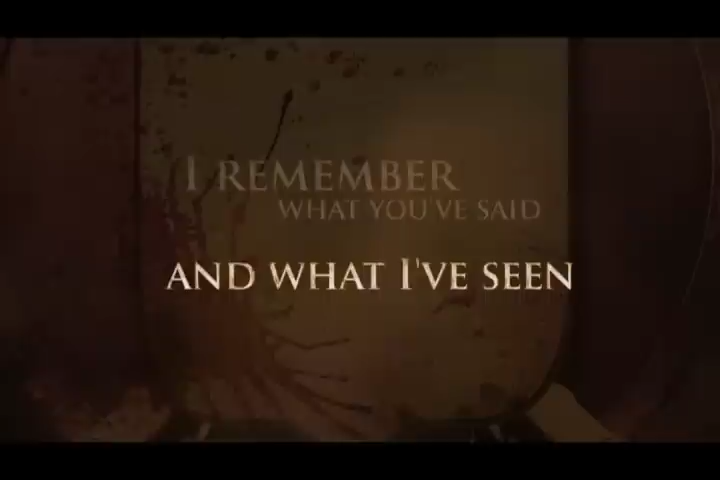 I REMEMBER
WHAT YOU'VE SAID
AND WHAT I'VE SEEN